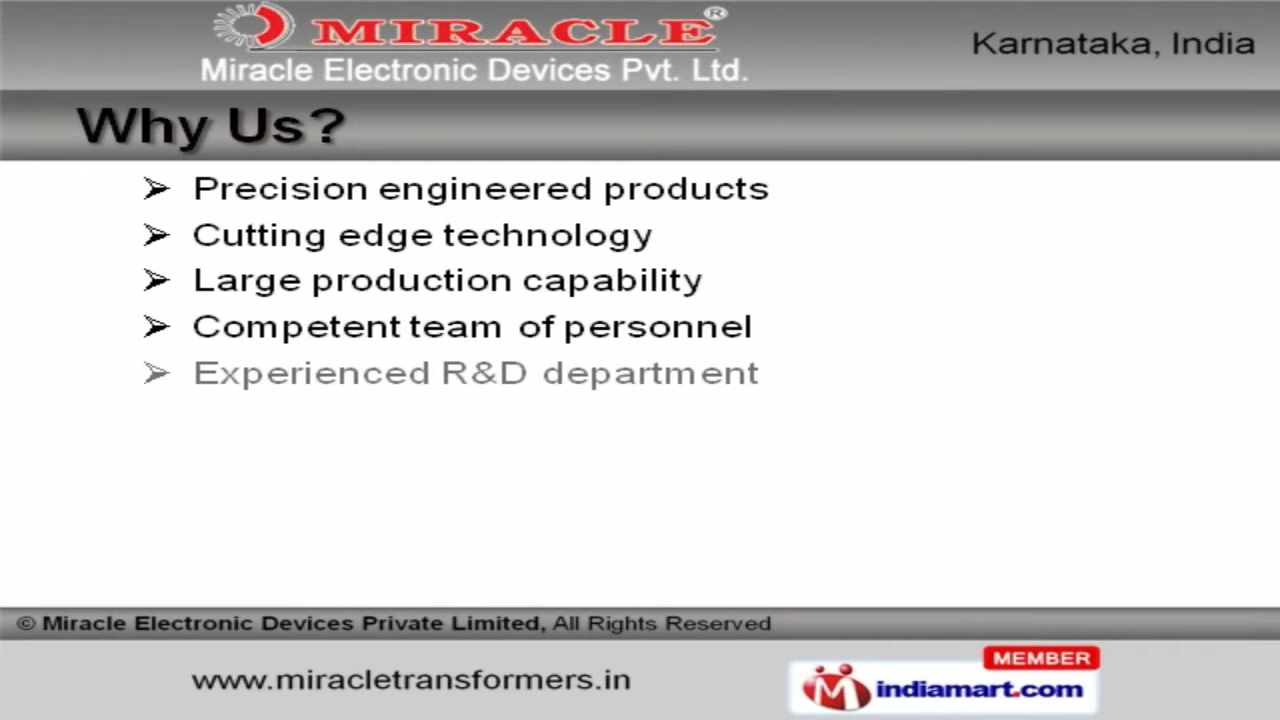 MIRACLE®
Miracle Electronic Devices Pvt. Ltd.
Karnataka, India
Why Us?
➢ Precision engineered products
➢ Cutting edge technology
➢ Large production capability
➢ Competent team of personnel
➢ Experienced R&D department
© Miracle Electronic Devices Private Limited, All Rights Reserved
www.miracletransformers.in
MEMBER
indiamart.com